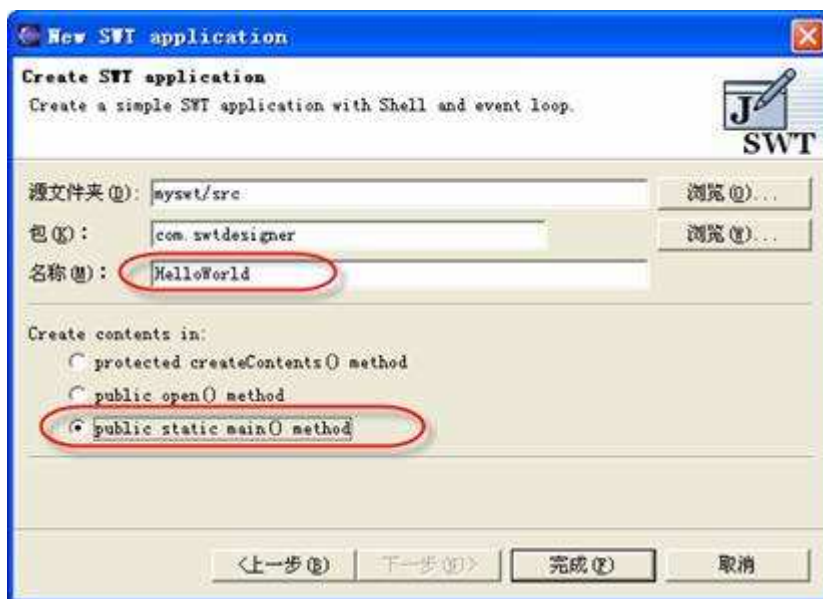 New SWT application
Create SWT application
Create a simple SWT application with Shell and event loop.
J
SWT
源文件夹(D): myswt/src 浏览(O)...
包(K): com.swtdesigner 浏览(W)...
名称(M): HelloWorld
Create contents in:
protected createContents() method
public open() method
public static main() method
<上一步(B) 下一步(N)> 完成(F) 取消